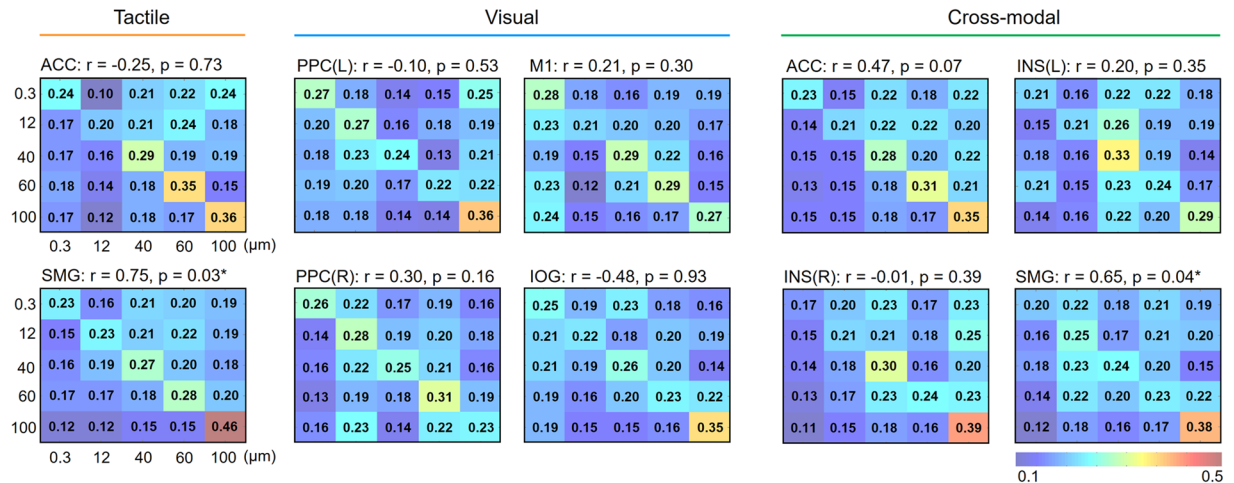 Tactile
Visual
Cross-modal
ACC: r = -0.25, p = 0.73
0.3 0.24 0.10 0.21 0.22 0.24
12 0.17 0.20 0.21 0.24 0.18
40 0.17 0.16 0.29 0.19 0.19
60 0.18 0.14 0.18 0.35 0.15
100 0.17 0.12 0.18 0.17 0.36
0.3 12 40 60 100 (μm)
PPC(L): r = -0.10, p = 0.53
0.27 0.18 0.14 0.15 0.25
0.20 0.27 0.16 0.18 0.19
0.18 0.23 0.24 0.13 0.21
0.19 0.20 0.17 0.22 0.22
0.18 0.18 0.14 0.14 0.36
M1: r = 0.21, p = 0.30
0.28 0.18 0.16 0.19 0.19
0.23 0.21 0.20 0.20 0.17
0.19 0.15 0.29 0.22 0.16
0.23 0.12 0.21 0.29 0.15
0.24 0.15 0.16 0.17 0.27
ACC: r = 0.47, p = 0.07
0.23 0.15 0.22 0.18 0.22
0.14 0.21 0.22 0.22 0.20
0.15 0.15 0.28 0.20 0.22
0.13 0.15 0.18 0.31 0.21
0.15 0.15 0.18 0.17 0.35
INS(L): r = 0.20, p = 0.35
0.21 0.16 0.22 0.22 0.18
0.15 0.21 0.26 0.19 0.19
0.18 0.16 0.33 0.19 0.14
0.21 0.15 0.23 0.24 0.17
0.14 0.16 0.22 0.20 0.29
SMG: r = 0.75, p = 0.03*
0.3 0.23 0.16 0.21 0.20 0.19
12 0.15 0.23 0.21 0.22 0.19
40 0.16 0.19 0.27 0.20 0.18
60 0.17 0.17 0.18 0.28 0.20
100 0.12 0.12 0.15 0.15 0.46
0.3 12 40 60 100 (μm)
PPC(R): r = 0.30, p = 0.16
0.26 0.22 0.17 0.19 0.16
0.14 0.28 0.19 0.20 0.18
0.16 0.22 0.25 0.21 0.16
0.13 0.19 0.18 0.31 0.19
0.16 0.23 0.14 0.22 0.23
IOG: r = -0.48, p = 0.93
0.25 0.19 0.23 0.18 0.16
0.21 0.22 0.18 0.20 0.19
0.21 0.19 0.26 0.20 0.14
0.19 0.16 0.20 0.23 0.22
0.19 0.15 0.15 0.16 0.35
INS(R): r = -0.01, p = 0.39
0.17 0.20 0.23 0.17 0.23
0.15 0.21 0.21 0.18 0.25
0.14 0.18 0.30 0.16 0.20
0.13 0.17 0.23 0.24 0.23
0.11 0.15 0.18 0.16 0.39
SMG: r = 0.65, p = 0.04*
0.20 0.22 0.18 0.21 0.19
0.16 0.25 0.17 0.21 0.20
0.18 0.23 0.24 0.20 0.15
0.14 0.22 0.20 0.23 0.22
0.12 0.18 0.16 0.17 0.38
0.1 0.5